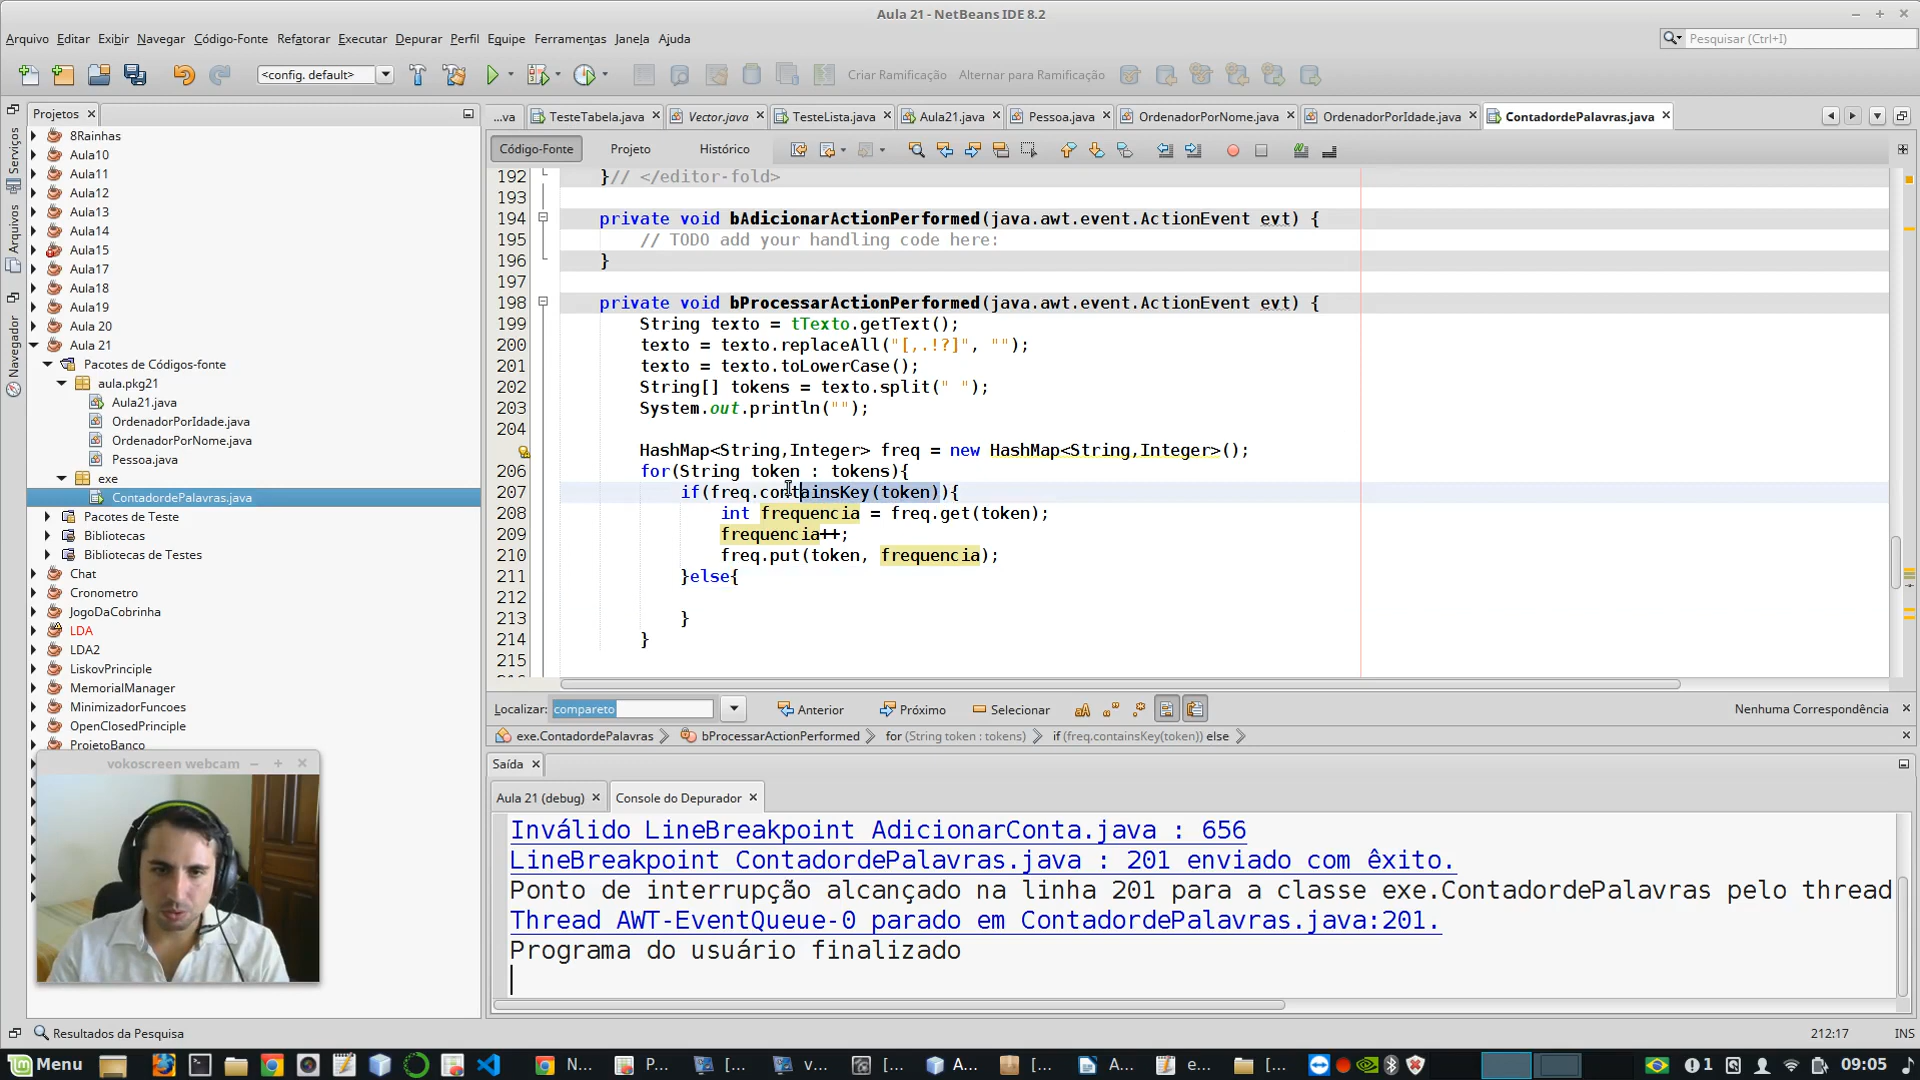 Aula 21 - NetBeans IDE 8.2
Arquivo Editar Exibir Navegar Código-Fonte Refatorar Executar Depurar Perfil Equipe Ferramentas Janela Ajuda
Pesquisar (Ctrl+I)
<config. default>
Criar Ramificação Alternar para Ramificação
Projetos
...va TesteTabela.java Vector.java TesteLista.java Aula21.java Pessoa.java OrdenadorPorNome.java OrdenadorPorIdade.java ContadordePalavras.java
Código-Fonte Projeto Histórico
Serviços
Arquivos
Navegador
8Rainhas
Aula10
Aula11
Aula12
Aula13
Aula14
Aula15
Aula17
Aula18
Aula19
Aula 20
Aula 21
Pacotes de Códigos-fonte
aula.pkg21
Aula21.java
OrdenadorPorIdade.java
OrdenadorPorNome.java
Pessoa.java
exe
ContadordePalavras.java
Pacotes de Teste
Bibliotecas
Bibliotecas de Testes
Chat
Cronometro
JogoDaCobrinha
LDA
LDA2
LiskovPrinciple
MemorialManager
MinimizadorFuncoes
OpenClosedPrinciple
ProjetoBanco
vokoscreen webcam
192 }// </editor-fold>
193
194 private void bAdicionarActionPerformed(java.awt.event.ActionEvent evt) {
195 // TODO add your handling code here:
196 }
197
198 private void bProcessarActionPerformed(java.awt.event.ActionEvent evt) {
199 String texto = tTexto.getText();
200 texto = texto.replaceAll("[,.!?]", "");
201 texto = texto.toLowerCase();
202 String[] tokens = texto.split(" ");
203 System.out.println("");
204
HashMap<String,Integer> freq = new HashMap<String,Integer>();
206 for(String token : tokens){
207 if(freq.containsKey(token)){
208 int frequencia = freq.get(token);
209 frequencia++;
210 freq.put(token, frequencia);
211 }else{
212
213 }
214 }
215
Localizar: compareto Anterior Próximo Selecionar Nenhuma Correspondência
exe.ContadordePalavras bProcessarActionPerformed for (String token : tokens) if (freq.containsKey(token)) else
Saída
Aula 21 (debug) Console do Depurador
Inválido LineBreakpoint AdicionarConta.java : 656
LineBreakpoint ContadordePalavras.java : 201 enviado com êxito.
Ponto de interrupção alcançado na linha 201 para a classe exe.ContadordePalavras pelo thread
Thread AWT-EventQueue-0 parado em ContadordePalavras.java:201.
Programa do usuário finalizado
Resultados da Pesquisa 212:17 INS
Menu N... P... [... v... [... A... [... A... e... [... 1 09:05